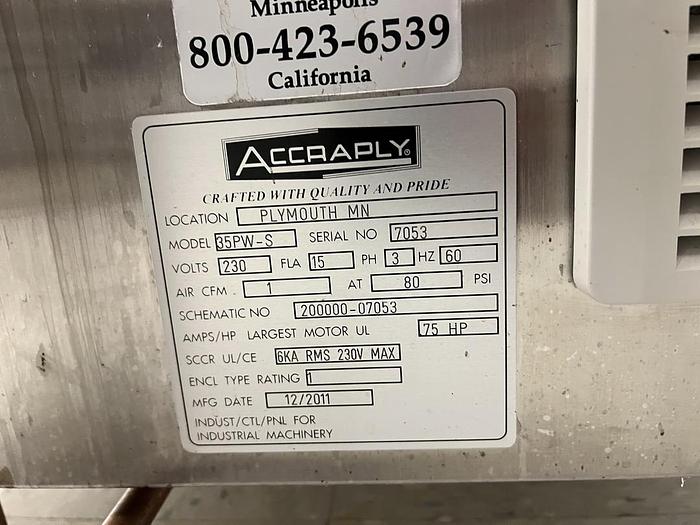 Minneapolis
800-423-6539
California
ACCRAPLY®
CRAFTED WITH QUALITY AND PRIDE
LOCATION PLYMOUTH MN
MODEL 35PW-S SERIAL NO 7053
VOLTS 230 FLA 15 PH 3 HZ 60
AIR CFM. 1 AT 80 PSI
SCHEMATIC NO 200000-07053
AMPS/HP LARGEST MOTOR UL .75 HP
SCCR UL/CE 6KA RMS 230V MAX
ENCL TYPE RATING 1
MFG DATE 12/2011
INDUST/CTL/PNL FOR
INDUSTRIAL MACHINERY